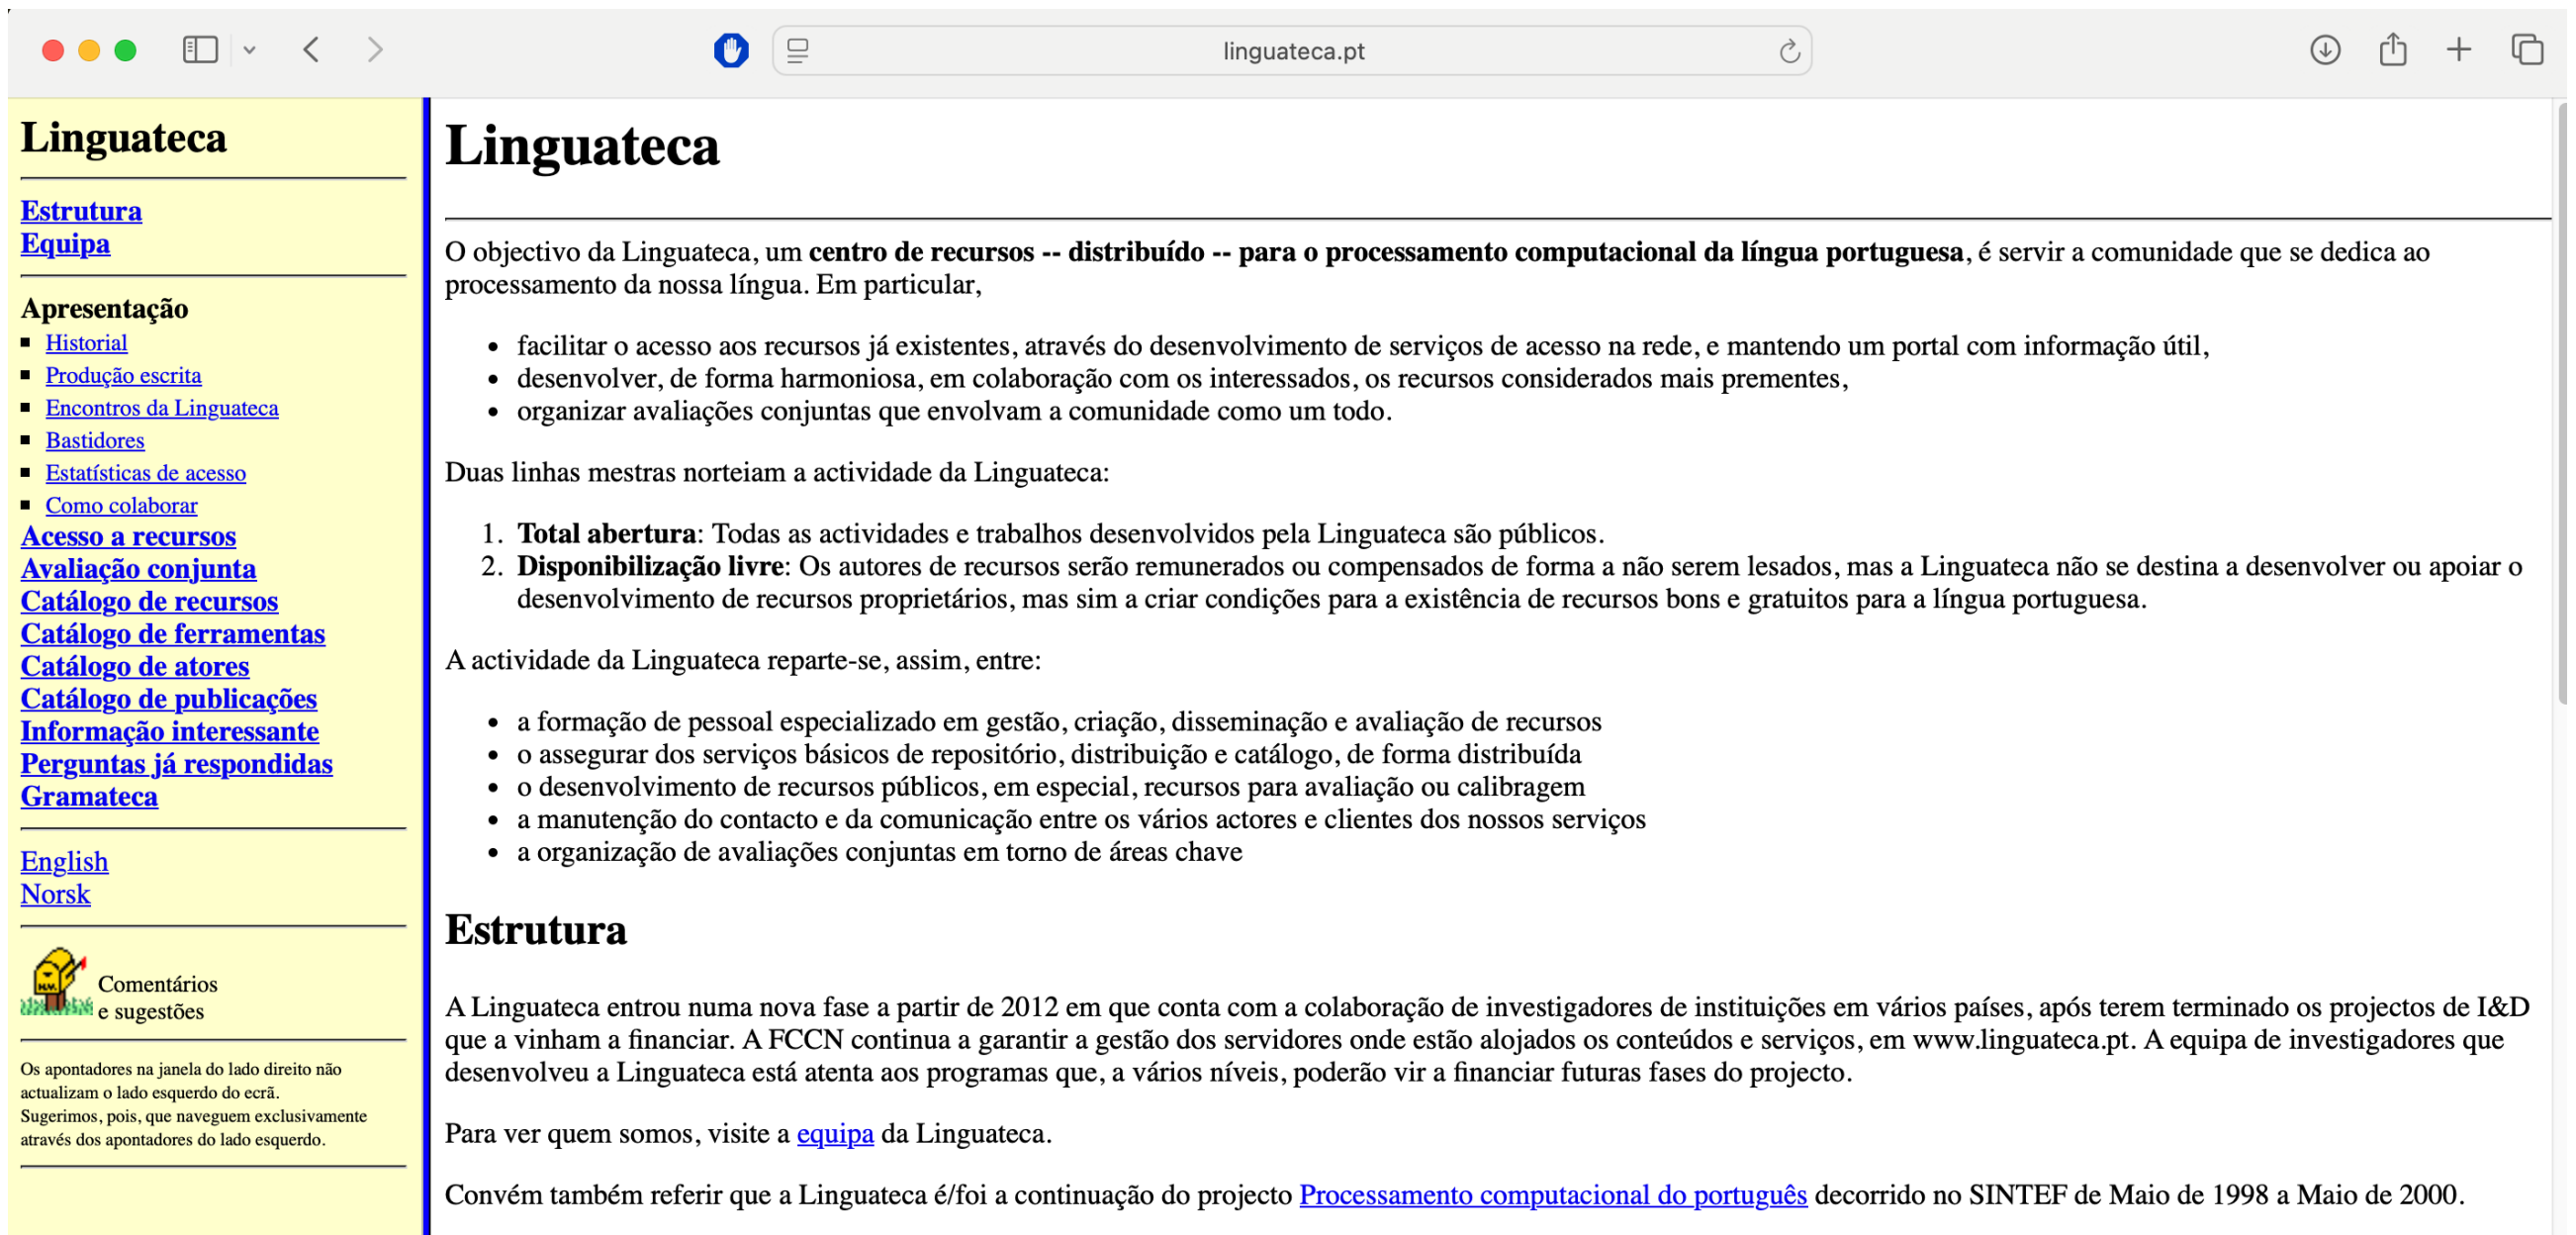 linguateca.pt
Linguateca
Estrutura
Equipa
Apresentação
Historial
Produção escrita
Encontros da Linguateca
Bastidores
Estatísticas de acesso
Como colaborar
Acesso a recursos
Avaliação conjunta
Catálogo de recursos
Catálogo de ferramentas
Catálogo de atores
Catálogo de publicações
Informação interessante
Perguntas já respondidas
Gramateca
English
Norsk
Comentários
e sugestões
Os apontadores na janela do lado direito não
actualizam o lado esquerdo do ecrã.
Sugerimos, pois, que naveguem exclusivamente
através dos apontadores do lado esquerdo.
Linguateca
O objectivo da Linguateca, um centro de recursos -- distribuído -- para o processamento computacional da língua portuguesa, é servir a comunidade que se dedica ao
processamento da nossa língua. Em particular,
• facilitar o acesso aos recursos já existentes, através do desenvolvimento de serviços de acesso na rede, e mantendo um portal com informação útil,
• desenvolver, de forma harmoniosa, em colaboração com os interessados, os recursos considerados mais prementes,
• organizar avaliações conjuntas que envolvam a comunidade como um todo.
Duas linhas mestras norteiam a actividade da Linguateca:
1. Total abertura: Todas as actividades e trabalhos desenvolvidos pela Linguateca são públicos.
2. Disponibilização livre: Os autores de recursos serão remunerados ou compensados de forma a não serem lesados, mas a Linguateca não se destina a desenvolver ou apoiar o
desenvolvimento de recursos proprietários, mas sim a criar condições para a existência de recursos bons e gratuitos para a língua portuguesa.
A actividade da Linguateca reparte-se, assim, entre:
• a formação de pessoal especializado em gestão, criação, disseminação e avaliação de recursos
• o assegurar dos serviços básicos de repositório, distribuição e catálogo, de forma distribuída
• o desenvolvimento de recursos públicos, em especial, recursos para avaliação ou calibragem
• a manutenção do contacto e da comunicação entre os vários actores e clientes dos nossos serviços
• a organização de avaliações conjuntas em torno de áreas chave
Estrutura
A Linguateca entrou numa nova fase a partir de 2012 em que conta com a colaboração de investigadores de instituições em vários países, após terem terminado os projectos de I&D
que a vinham a financiar. A FCCN continua a garantir a gestão dos servidores onde estão alojados os conteúdos e serviços, em www.linguateca.pt. A equipa de investigadores que
desenvolveu a Linguateca está atenta aos programas que, a vários níveis, poderão vir a financiar futuras fases do projecto.
Para ver quem somos, visite a equipa da Linguateca.
Convém também referir que a Linguateca é/foi a continuação do projecto Processamento computacional do português decorrido no SINTEF de Maio de 1998 a Maio de 2000.